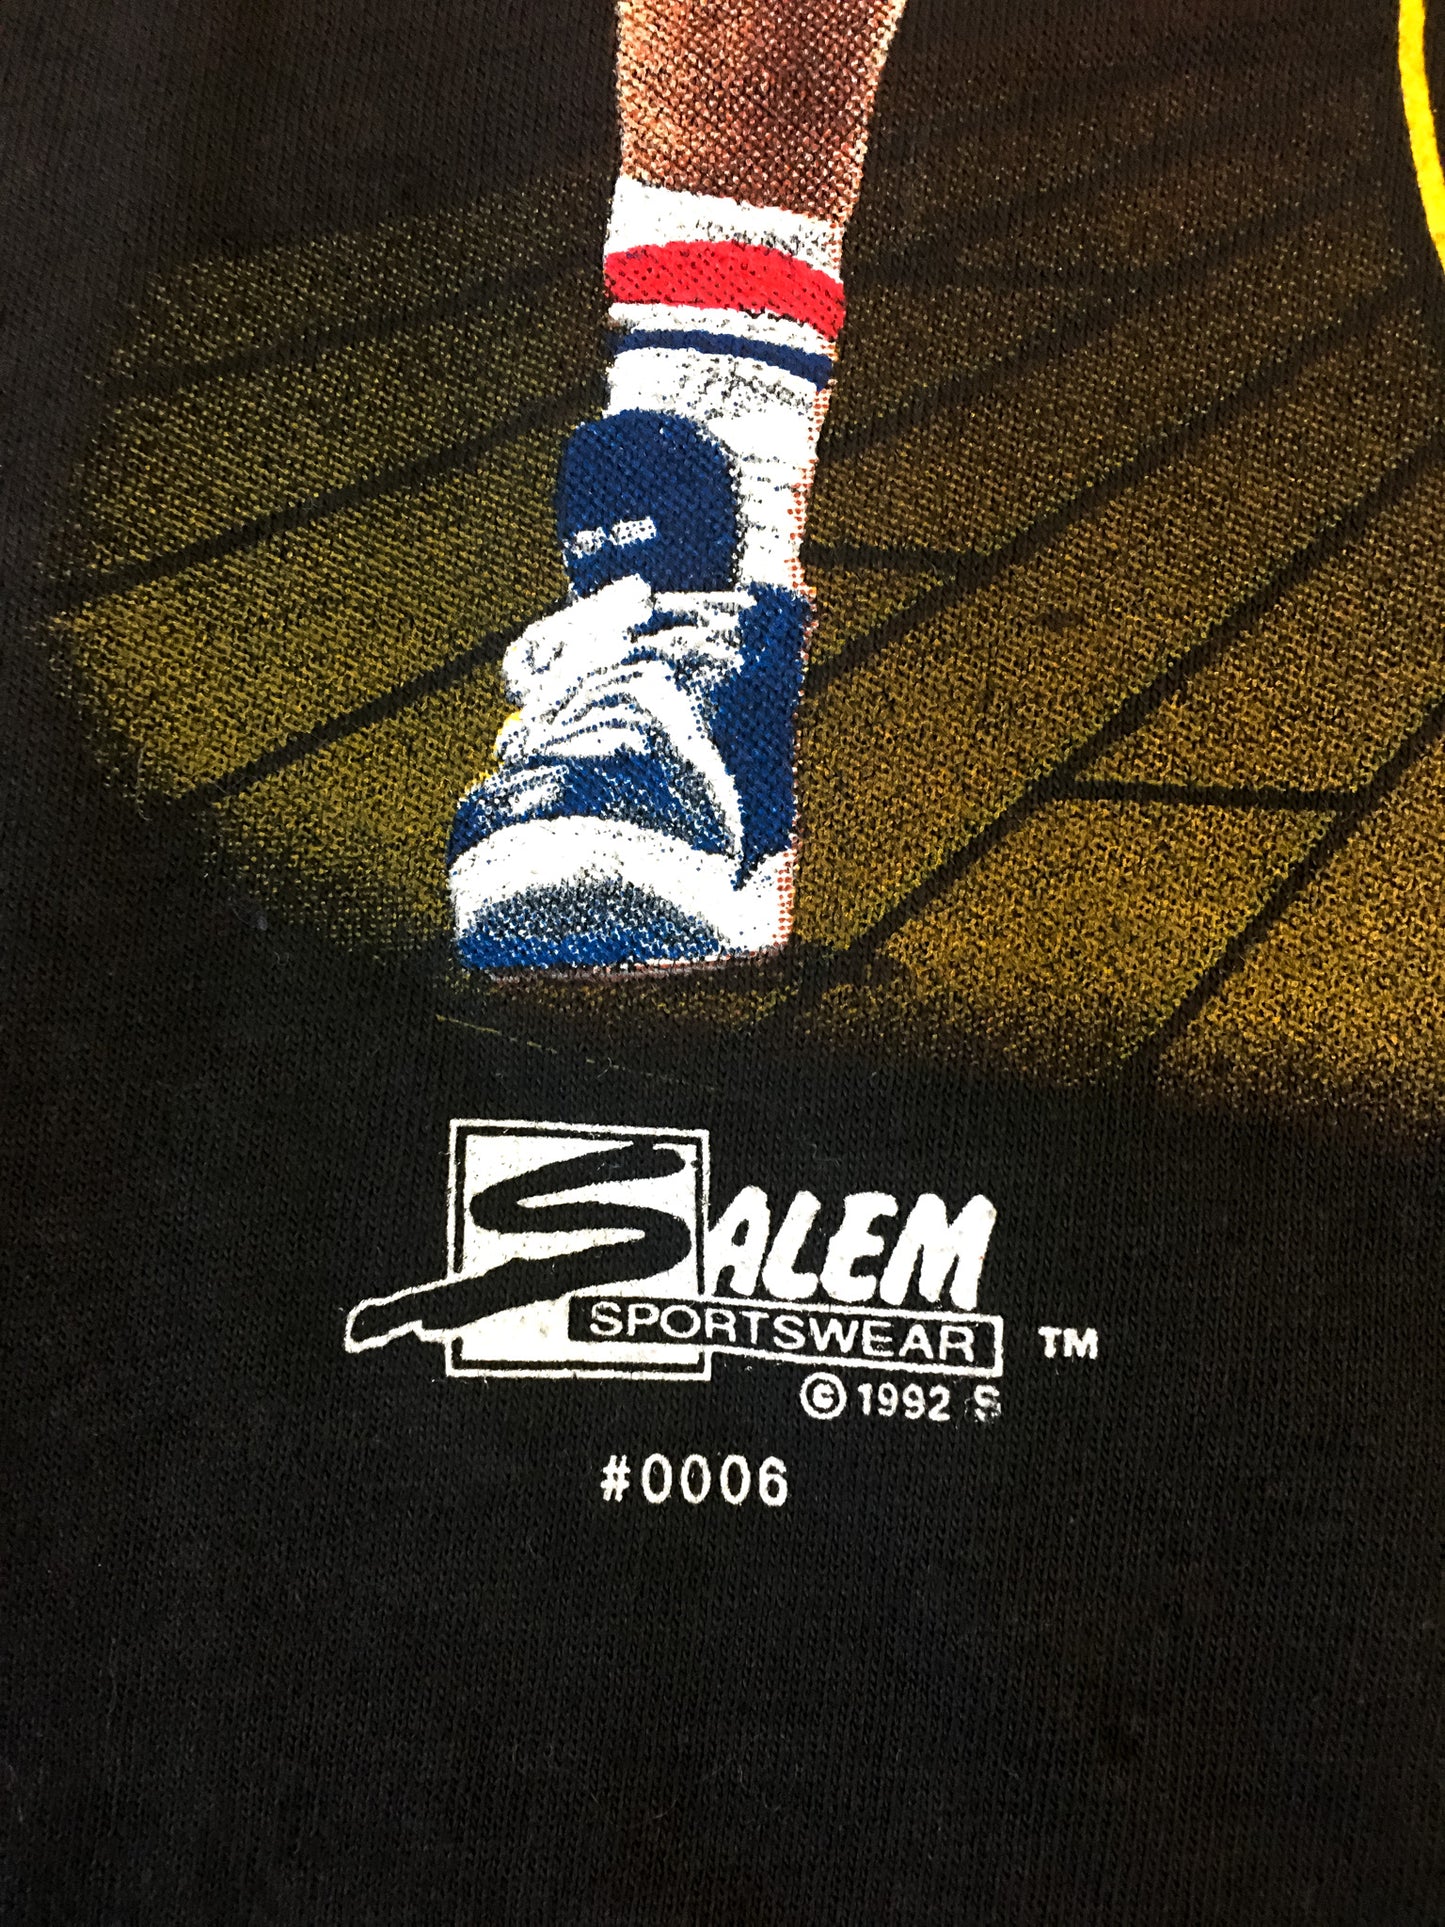 SALEM
SPORTSWEAR ™
© 1992 S
#0006